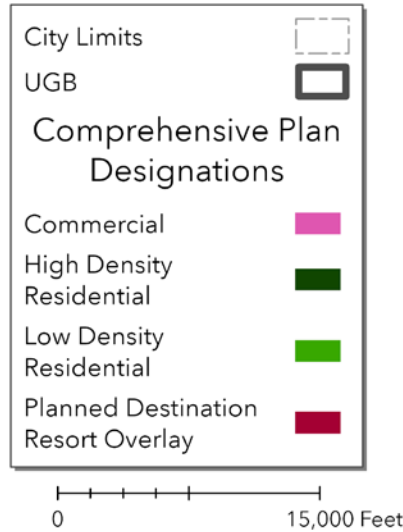 City Limits
UGB
Comprehensive Plan
Designations
Commercial
High Density
Residential
Low Density
Residential
Planned Destination
Resort Overlay
0 15,000 Feet